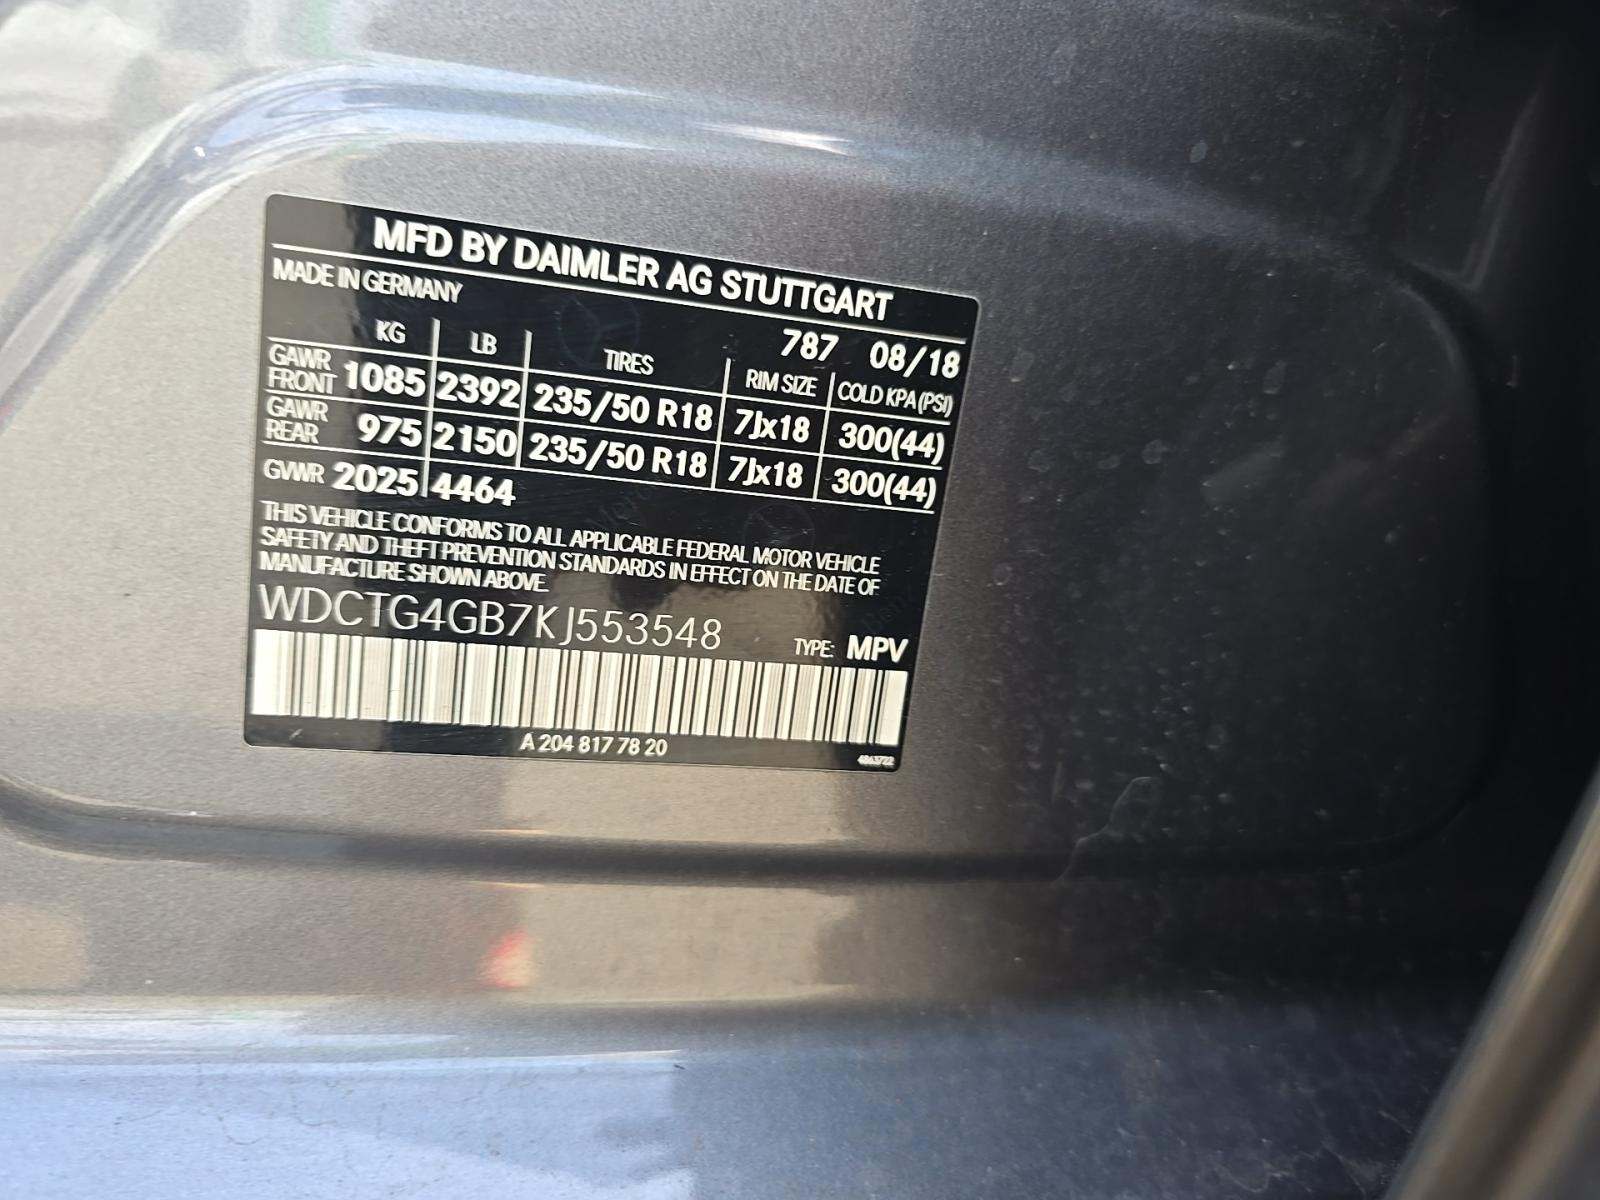 MFD BY DAIMLER AG STUTTGART
MADE IN GERMANY
787 08/18
KG LB TIRES RIM SIZE COLD KPA (PSI)
GAWR FRONT 1085 2392 235/50 R18 7Jx18 300(44)
GAWR REAR 975 2150 235/50 R18 7Jx18 300(44)
GVWR 2025 4464
THIS VEHICLE CONFORMS TO ALL APPLICABLE FEDERAL MOTOR VEHICLE
SAFETY AND THEFT PREVENTION STANDARDS IN EFFECT ON THE DATE OF
MANUFACTURE SHOWN ABOVE.
WDCTG4GB7KJ553548
TYPE: MPV
A 204 817 78 20